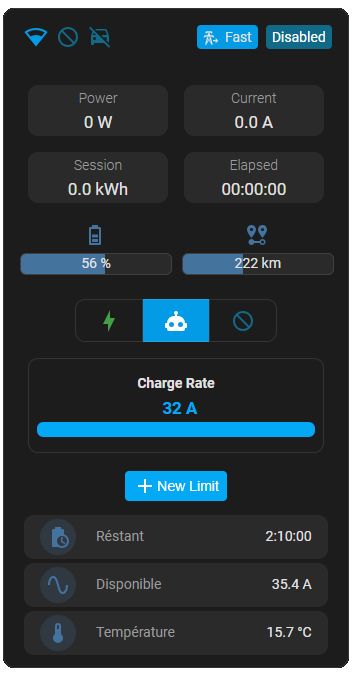 Fast Disabled
Power Current
0 W 0.0 A
Session Elapsed
0.0 kWh 00:00:00
56 % 222 km
Charge Rate
32 A
New Limit
Réstant 2:10:00
Disponible 35.4 A
Température 15.7 °C